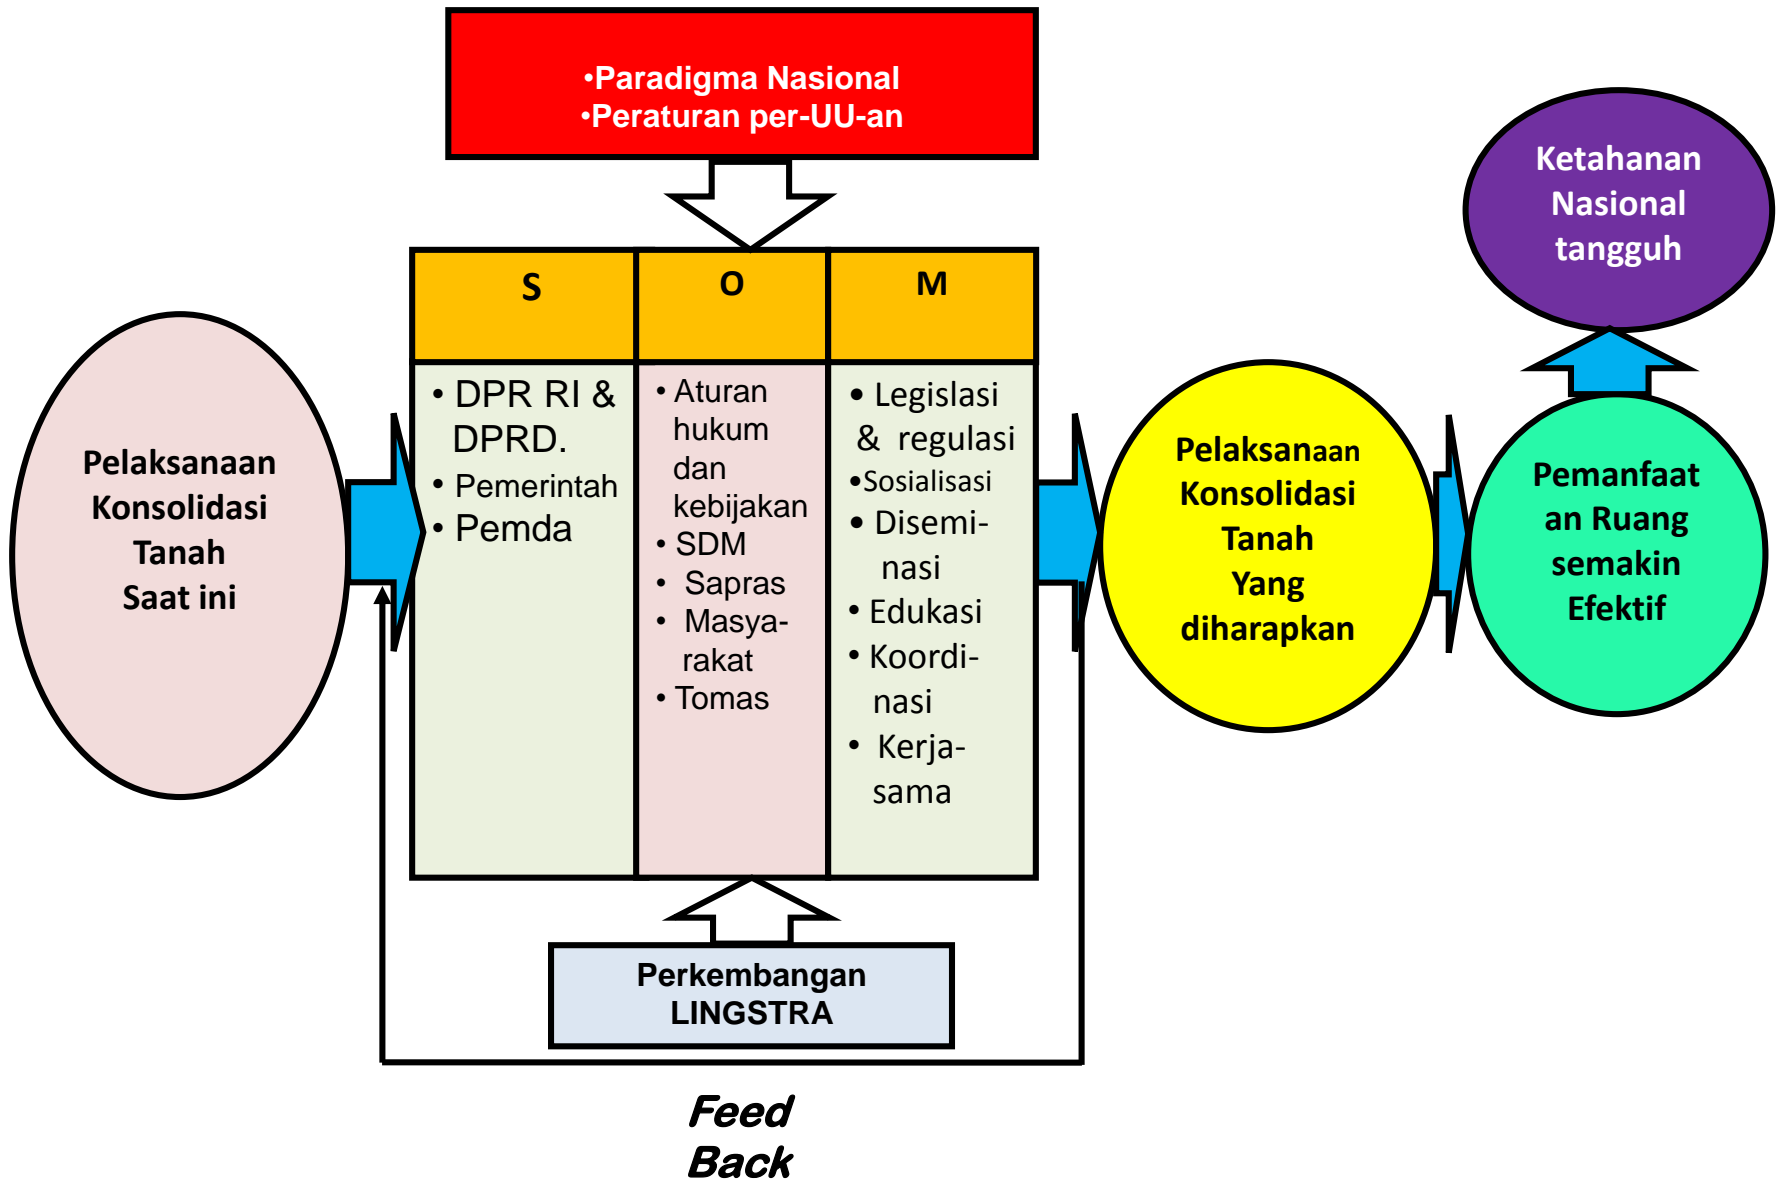 •Paradigma Nasional
•Peraturan per-UU-an
Ketahanan
Nasional
tangguh
S
O
M
Pelaksanaan
Konsolidasi
Tanah
Saat ini
• DPR RI &
DPRD.
• Pemerintah
• Pemda
• Aturan
hukum
dan
kebijakan
• SDM
• Sapras
• Masya-
rakat
• Tomas
• Legislasi
& regulasi
•Sosialisasi
• Disemi-
nasi
• Edukasi
• Koordi-
nasi
• Kerja-
sama
Pelaksanaan
Konsolidasi
Tanah
Yang
diharapkan
Pemanfaat
an Ruang
semakin
Efektif
Perkembangan
LINGSTRA
Feed
Back